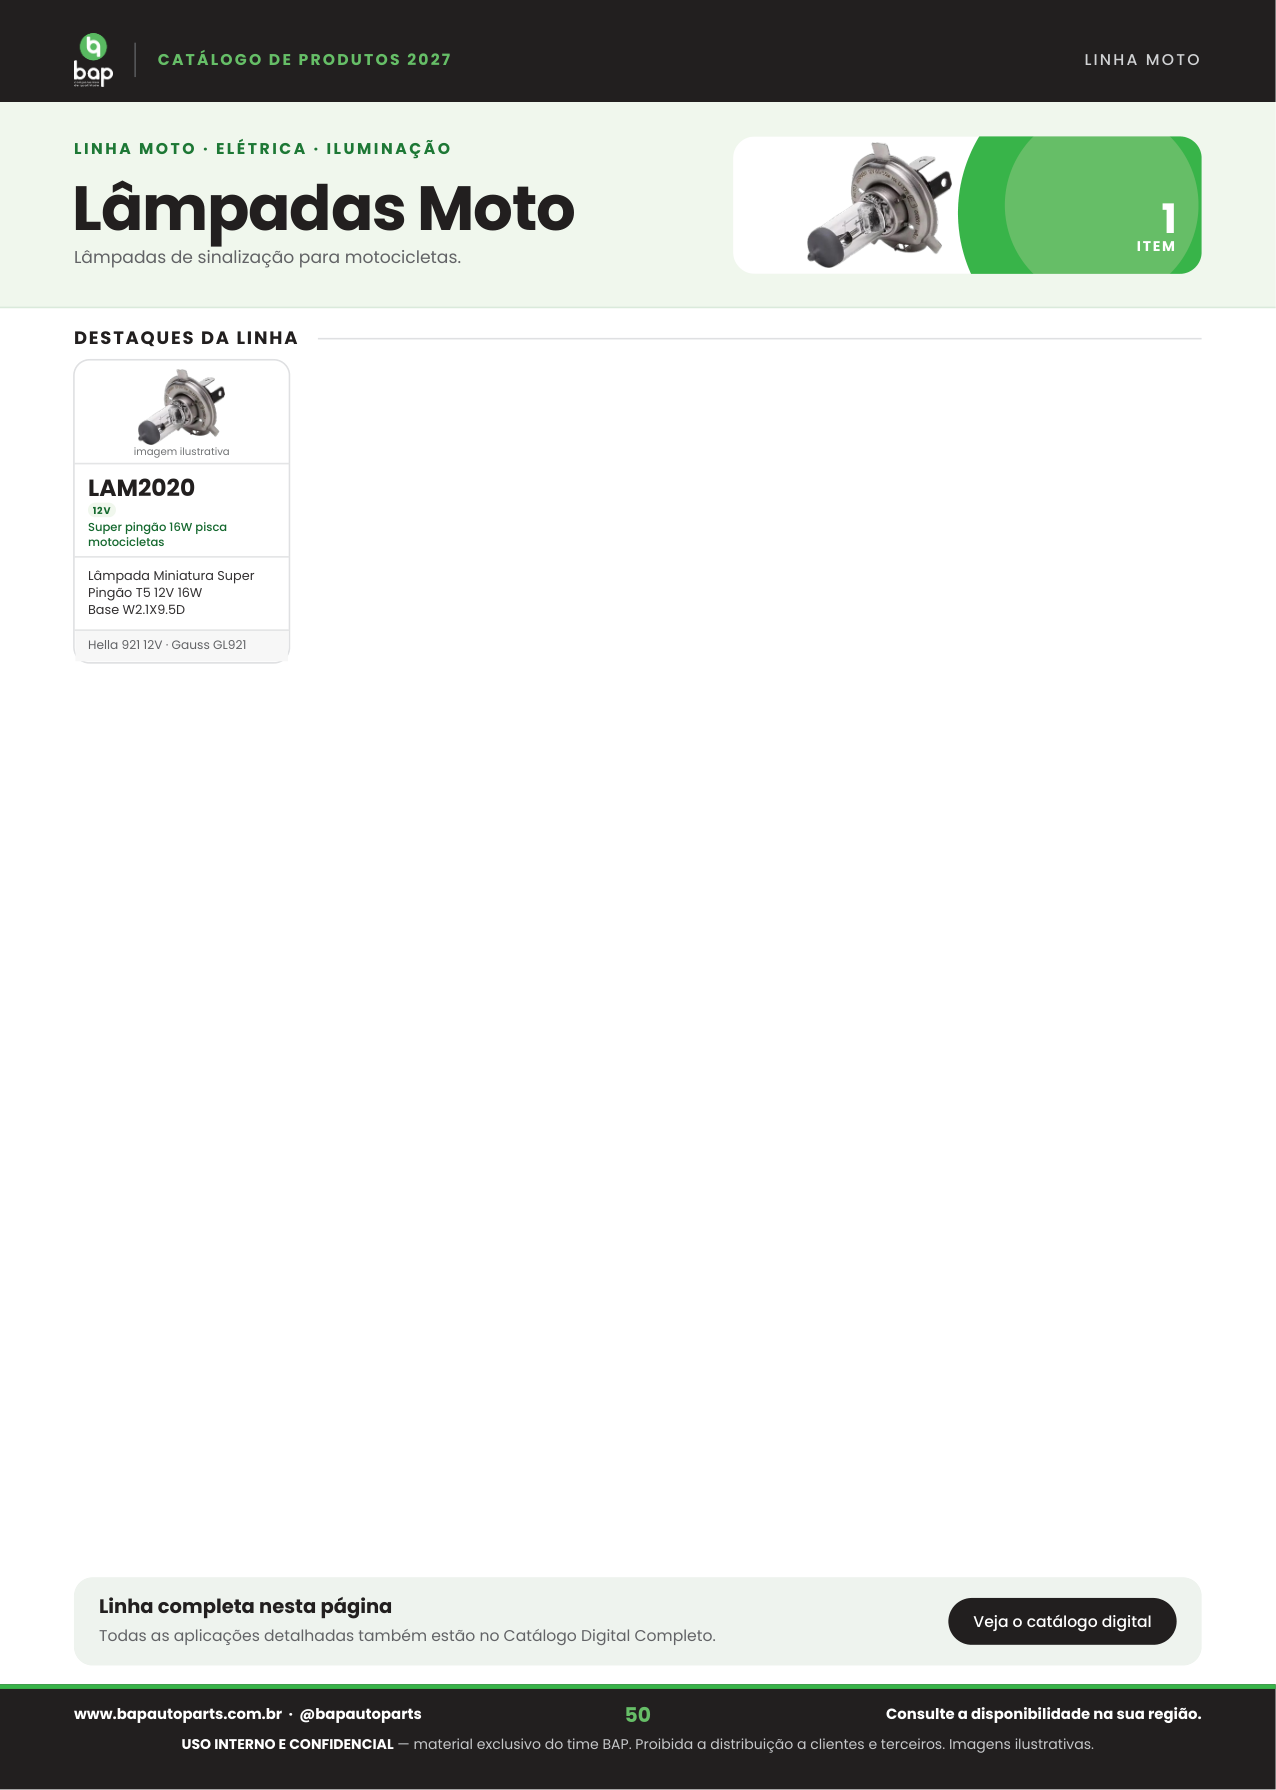 bap
CATÁLOGO DE PRODUTOS 2027
LINHA MOTO
LINHA MOTO · ELÉTRICA · ILUMINAÇÃO
Lâmpadas Moto
Lâmpadas de sinalização para motocicletas.
1
ITEM
DESTAQUES DA LINHA
imagem ilustrativa
LAM2020
12V
Super pingão 16W pisca
motocicletas
Lâmpada Miniatura Super
Pingão T5 12V 16W
Base W2.1X9.5D
Hella 921 12V · Gauss GL921
Linha completa nesta página
Todas as aplicações detalhadas também estão no Catálogo Digital Completo.
Veja o catálogo digital
www.bapautoparts.com.br · @bapautoparts
50
Consulte a disponibilidade na sua região.
USO INTERNO E CONFIDENCIAL — material exclusivo do time BAP. Proibida a distribuição a clientes e terceiros. Imagens ilustrativas.